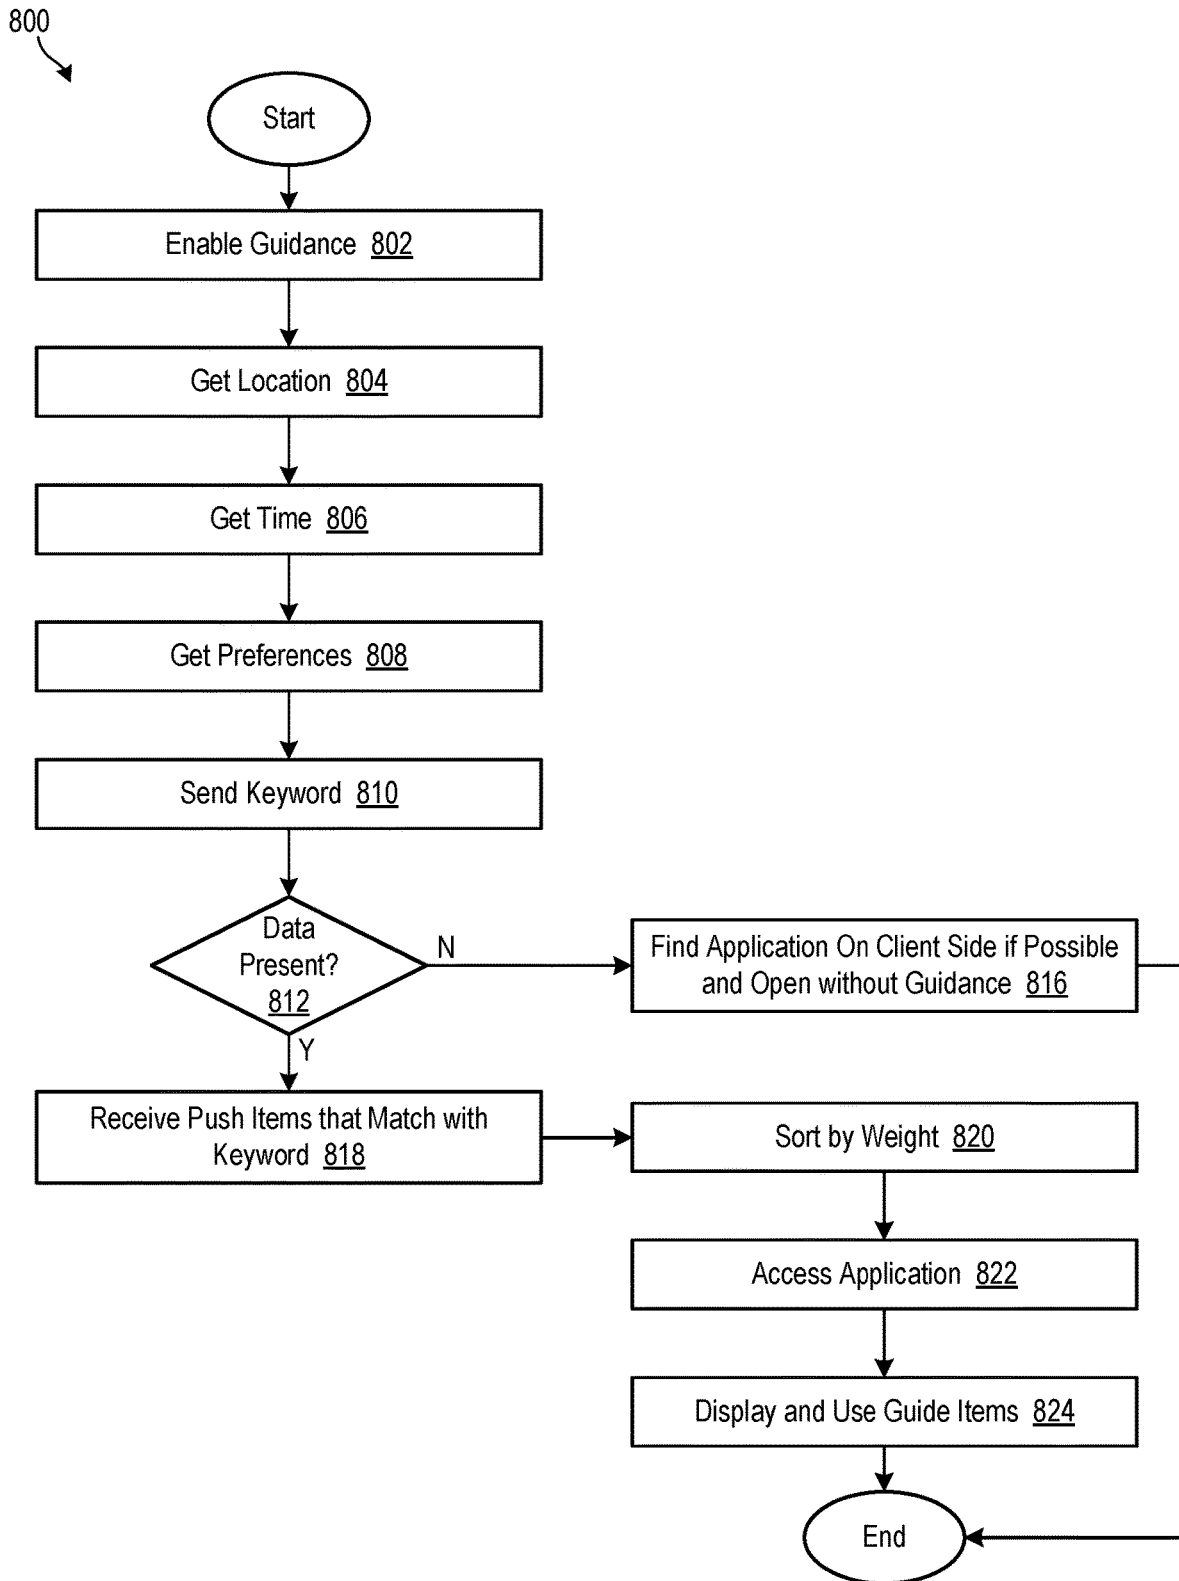 800
Start
Enable Guidance 802
Get Location 804
Get Time 806
Get Preferences 808
Send Keyword 810
Data
Present?
812
N
Find Application On Client Side if Possible
and Open without Guidance 816
Y
Receive Push Items that Match with
Keyword 818
Sort by Weight 820
Access Application 822
Display and Use Guide Items 824
End